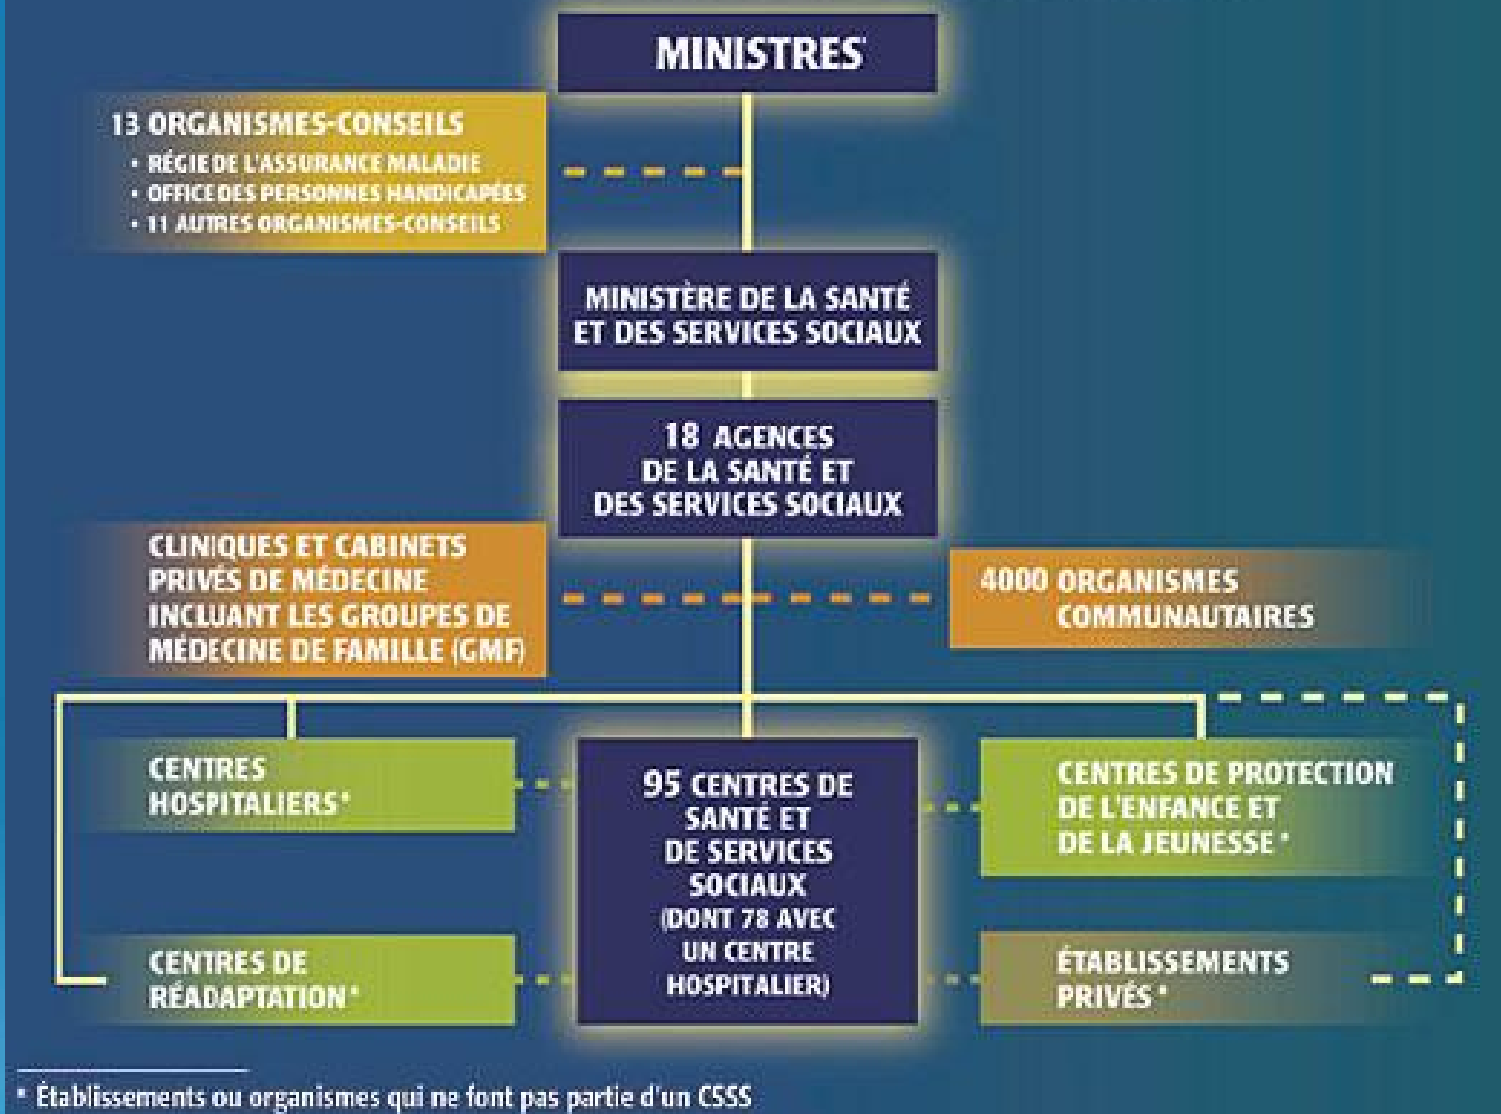 MINISTRES*
13 ORGANISMES-CONSEILS
• RÉGIE DE L'ASSURANCE MALADIE
• OFFICE DES PERSONNES HANDICAPÉES
• 11 AUTRES ORGANISMES-CONSEILS
MINISTÈRE DE LA SANTÉ
ET DES SERVICES SOCIAUX
18 AGENCES
DE LA SANTÉ ET
DES SERVICES SOCIAUX
CLINIQUES ET CABINETS
PRIVÉS DE MÉDECINE
INCLUANT LES GROUPES DE
MÉDECINE DE FAMILLE (GMF)
4000 ORGANISMES
COMMUNAUTAIRES
CENTRES
HOSPITALIERS*
95 CENTRES DE
SANTÉ ET
DE SERVICES
SOCIAUX
(DONT 78 AVEC
UN CENTRE
HOSPITALIER)
CENTRES DE PROTECTION
DE L'ENFANCE ET
DE LA JEUNESSE*
CENTRES DE
RÉADAPTATION*
ÉTABLISSEMENTS
PRIVÉS*
* Établissements ou organismes qui ne font pas partie d'un CSSS